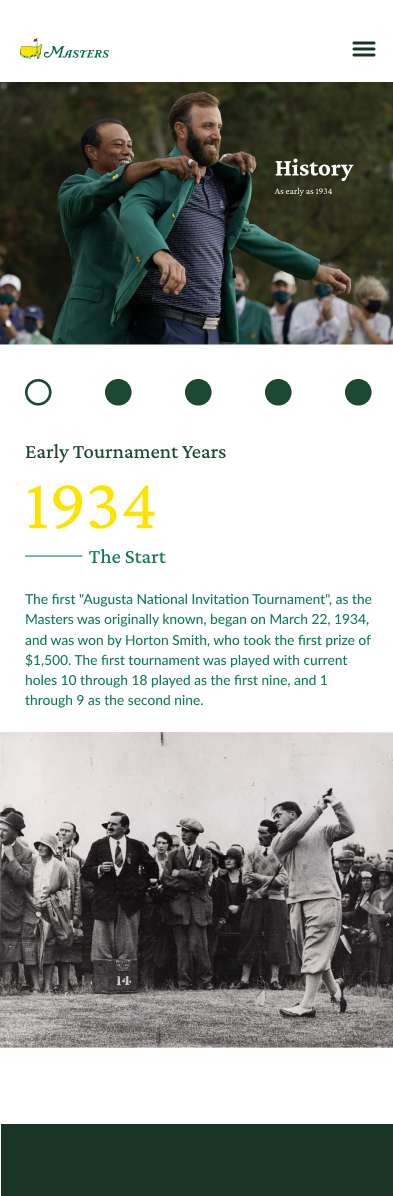 Masters
History
As early as 1934
Early Tournament Years
1934
The Start
The first "Augusta National Invitation Tournament", as the
Masters was originally known, began on March 22, 1934,
and was won by Horton Smith, who took the first prize of
$1,500. The first tournament was played with current
holes 10 through 18 played as the first nine, and 1
through 9 as the second nine.
14